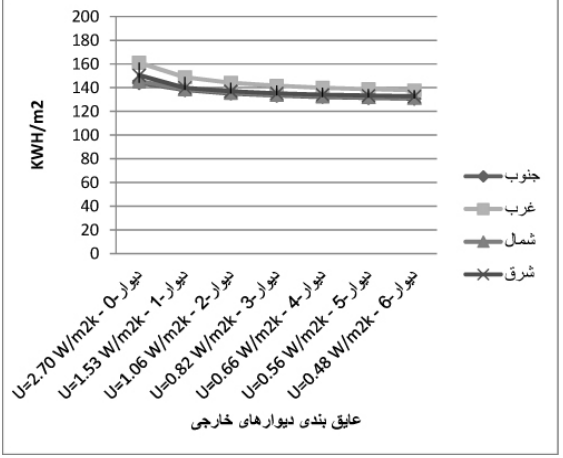 200
180
160
140
120
100
80
60
40
20
0
KWH/m2
جنوب
غرب
شمال
شرق
U=2.70 W/m2k - 0-دیوار
U=1.53 W/m2k - 1-دیوار
U=1.06 W/m2k - 2-دیوار
U=0.82 W/m2k - 3-دیوار
U=0.66 W/m2k - 4-دیوار
U=0.56 W/m2k - 5-دیوار
U=0.48 W/m2k - 6-دیوار
عایق بندی دیوارهای خارجی